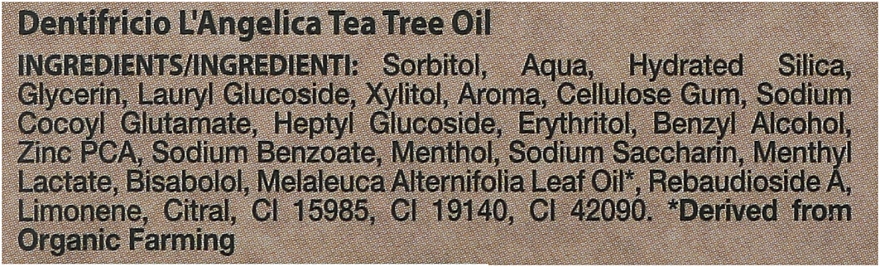 Dentifricio L'Angelica Tea Tree Oil
INGREDIENTS/INGREDIENTI: Sorbitol, Aqua, Hydrated Silica,
Glycerin, Lauryl Glucoside, Xylitol, Aroma, Cellulose Gum, Sodium
Cocoyl Glutamate, Heptyl Glucoside, Erythritol, Benzyl Alcohol,
Zinc PCA, Sodium Benzoate, Menthol, Sodium Saccharin, Menthyl
Lactate, Bisabolol, Melaleuca Alternifolia Leaf Oil*, Rebaudioside A,
Limonene, Citral, CI 15985, CI 19140, CI 42090. *Derived from
Organic Farming